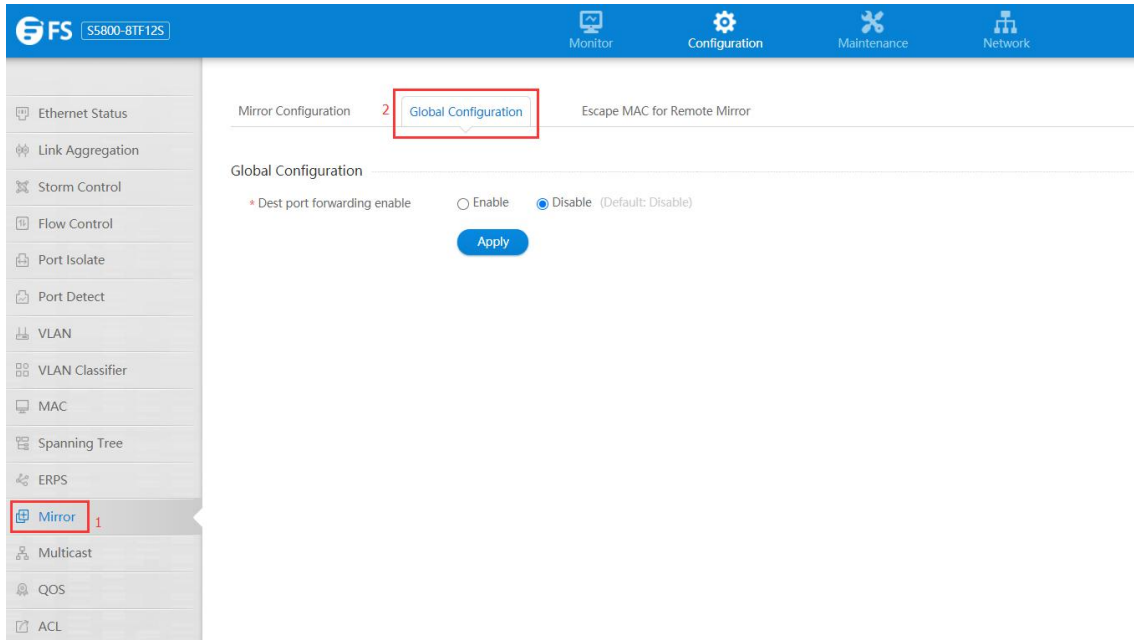 FS S5800-8TF12S
Monitor Configuration Maintenance Network
Ethernet Status
Link Aggregation
Storm Control
Flow Control
Port Isolate
Port Detect
VLAN
VLAN Classifier
MAC
Spanning Tree
ERPS
Mirror 1
Multicast
QOS
ACL
Mirror Configuration 2 Global Configuration Escape MAC for Remote Mirror
Global Configuration
* Dest port forwarding enable Enable Disable (Default: Disable)
Apply